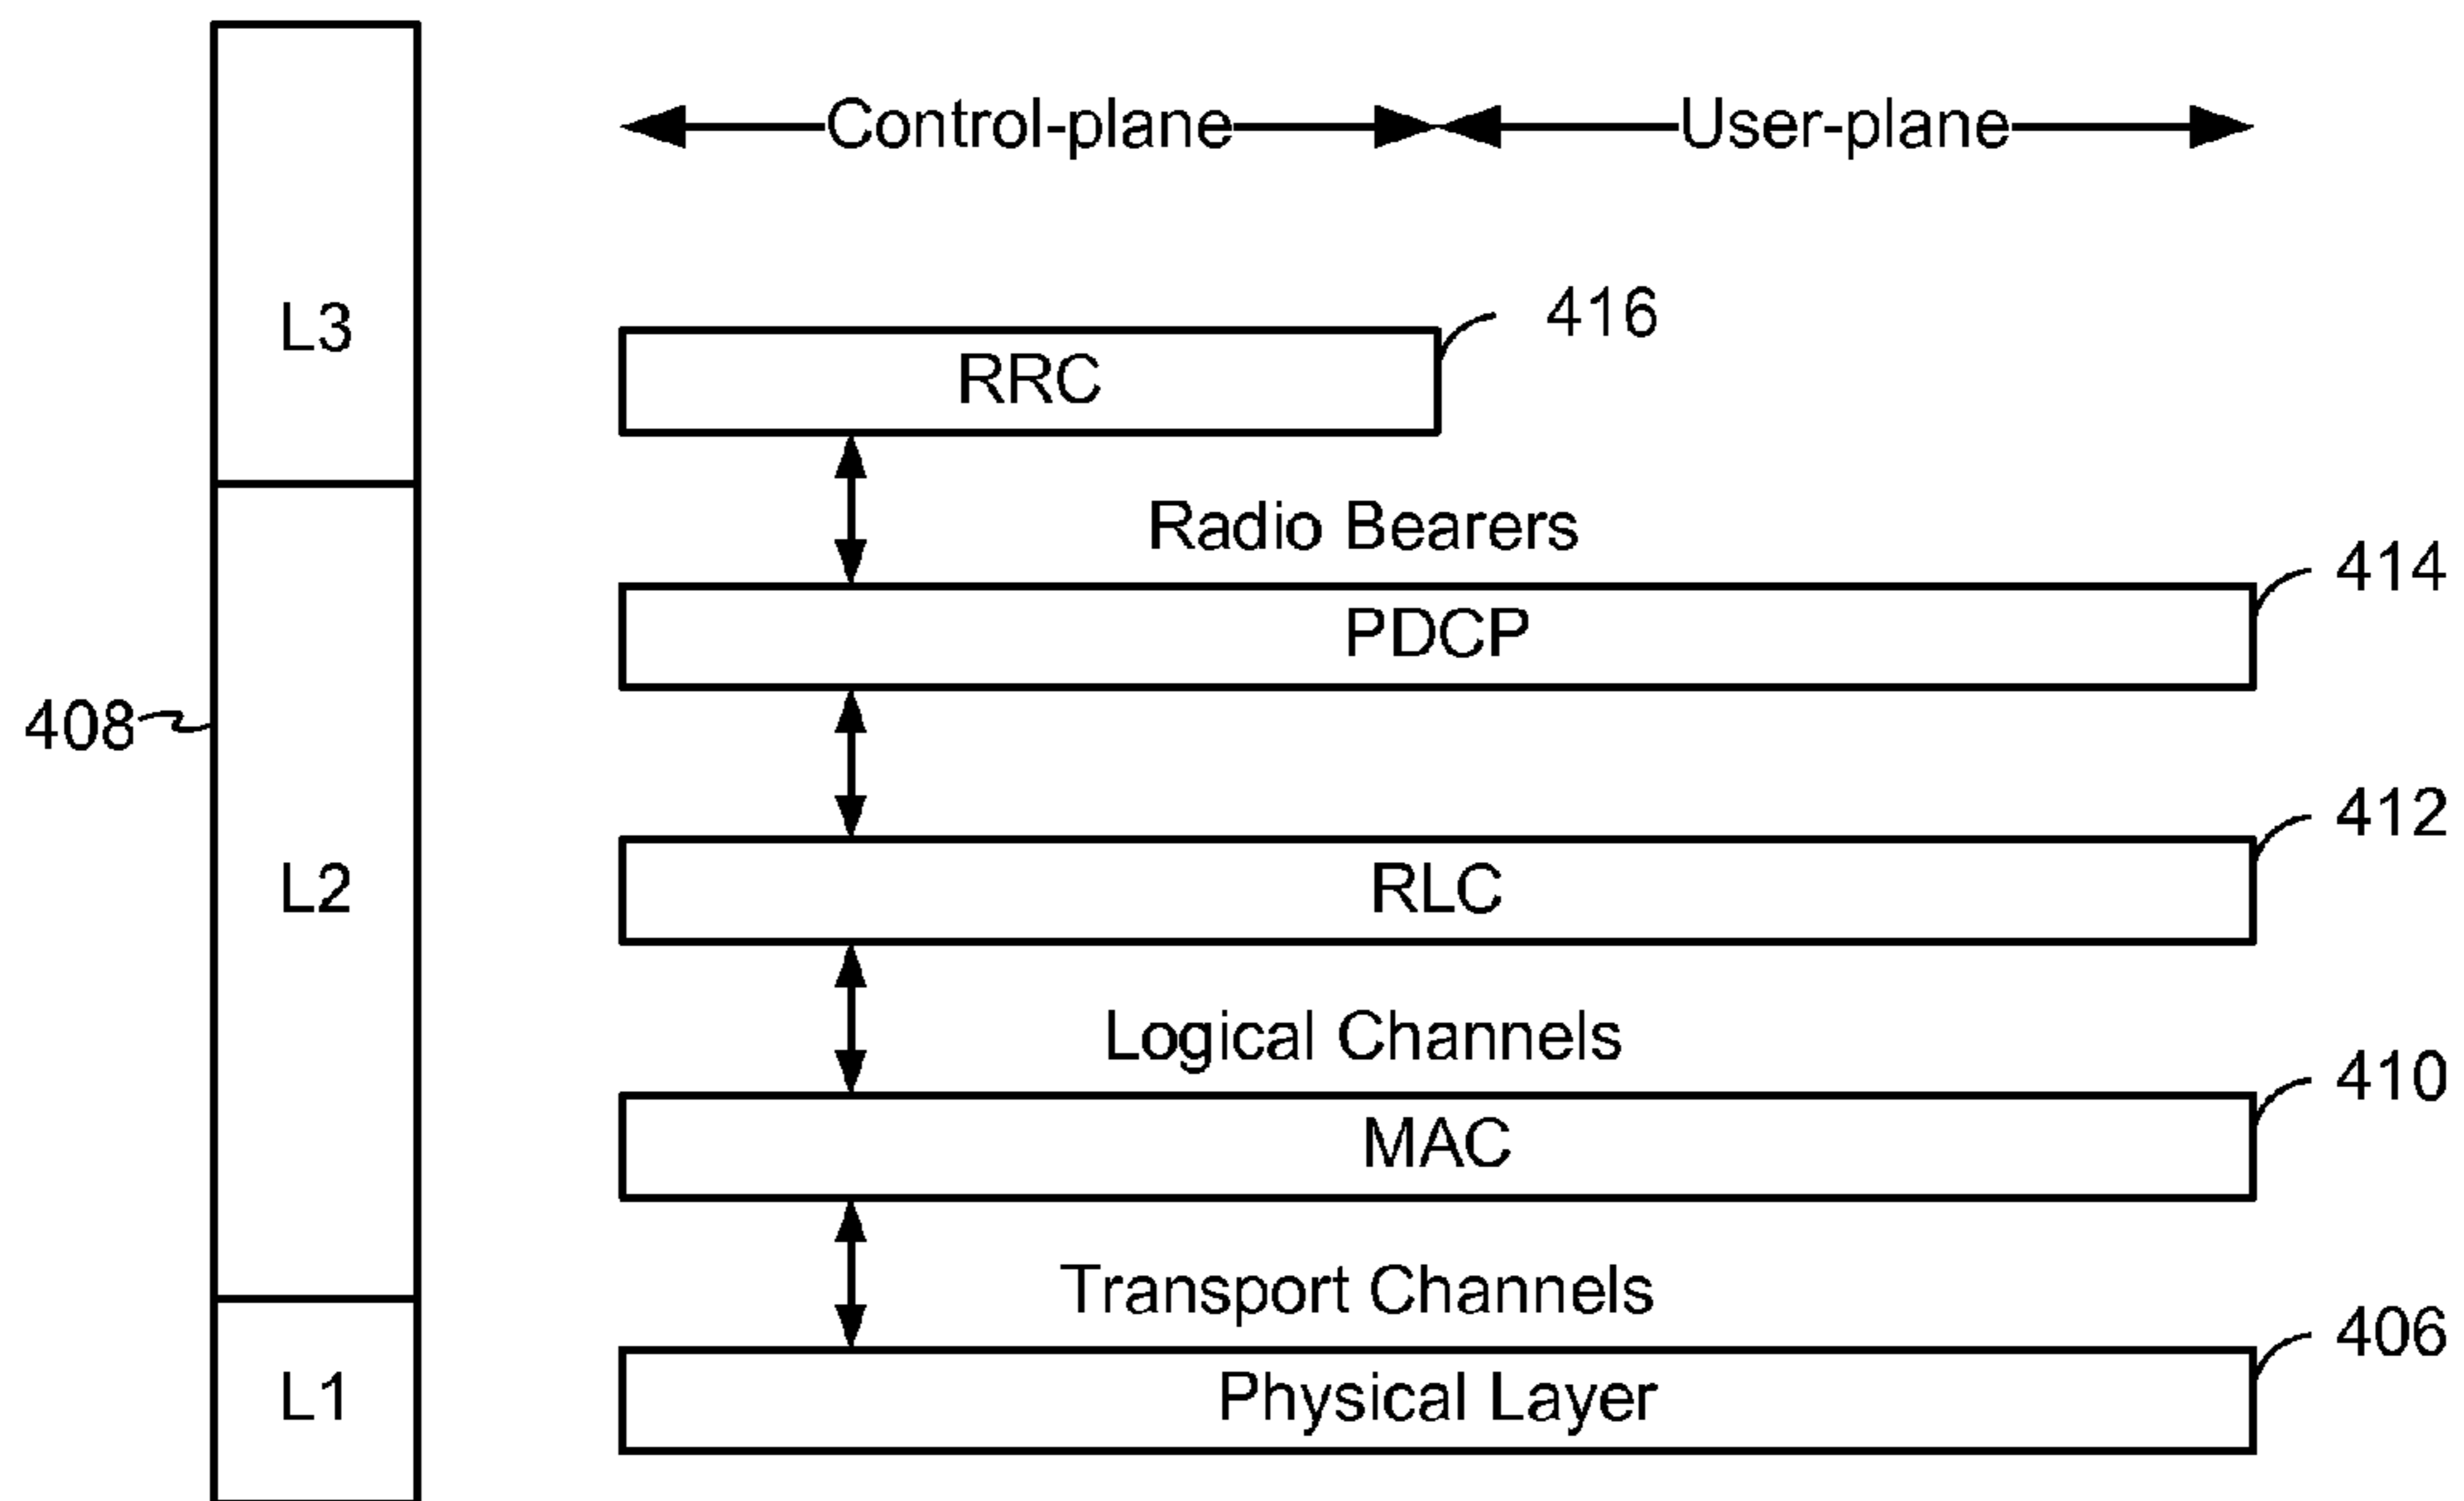 Control-plane User-plane
L3
416
RRC
Radio Bearers
414
PDCP
408
412
L2
RLC
Logical Channels
410
MAC
Transport Channels
406
L1
Physical Layer